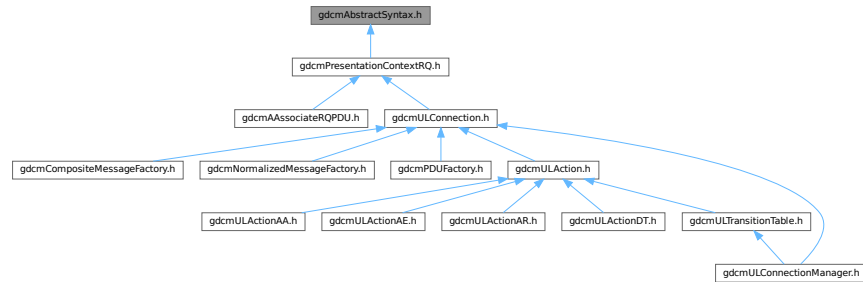 gdcmAbstractSyntax.h
gdcmPresentationContextRQ.h
gdcmAAssociateRQPDU.h
gdcmULConnection.h
gdcmCompositeMessageFactory.h
gdcmNormalizedMessageFactory.h
gdcmPDUFactory.h
gdcmULAction.h
gdcmULActionAA.h
gdcmULActionAE.h
gdcmULActionAR.h
gdcmULActionDT.h
gdcmULTransitionTable.h
gdcmULConnectionManager.h